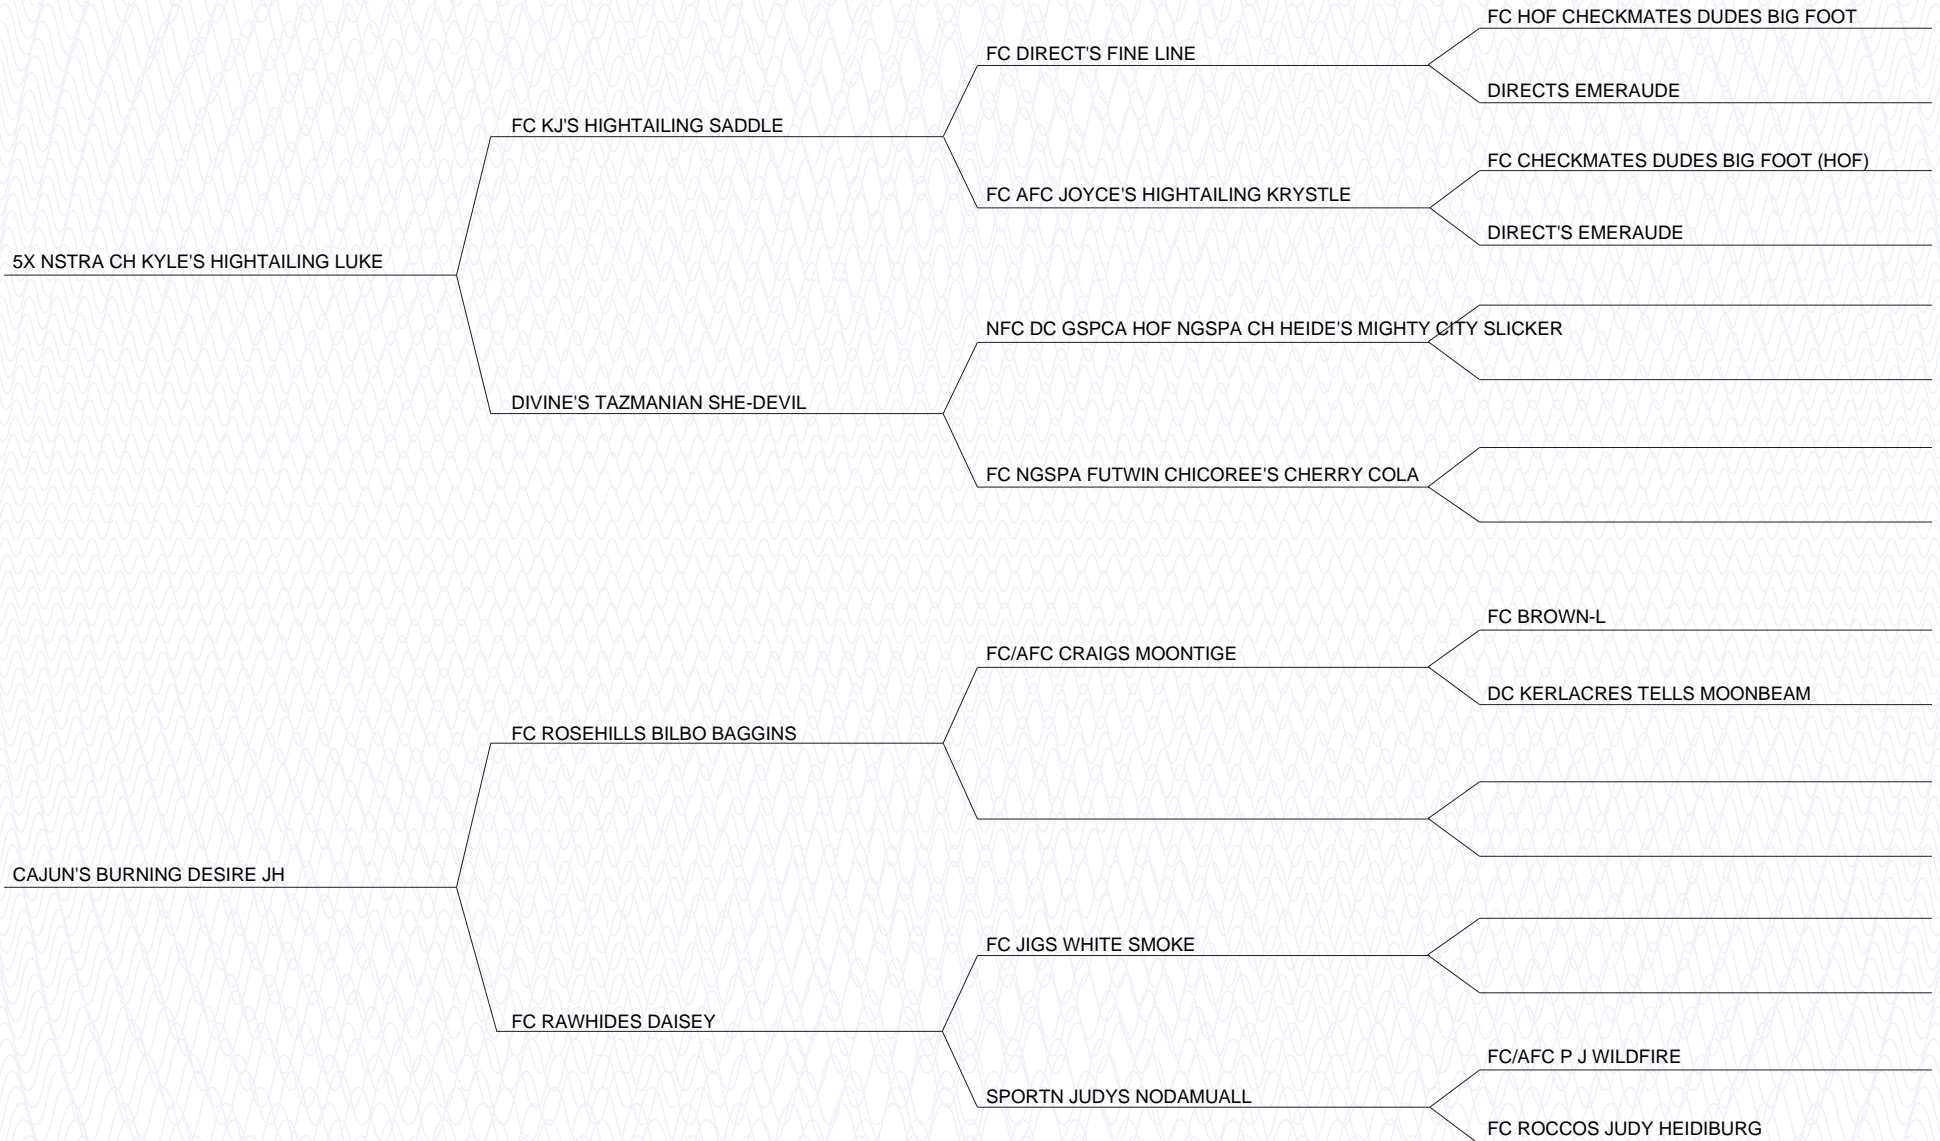 FC HOF CHECKMATES DUDES BIG FOOT
FC DIRECT'S FINE LINE
DIRECTS EMERAUDE
FC KJ'S HIGHTAILING SADDLE
FC CHECKMATES DUDES BIG FOOT (HOF)
FC AFC JOYCE'S HIGHTAILING KRYSTLE
DIRECT'S EMERAUDE
5X NSTRA CH KYLE'S HIGHTAILING LUKE
NFC DC GSPCA HOF NGSPA CH HEIDE'S MIGHTY CITY SLICKER
DIVINE'S TAZMANIAN SHE-DEVIL
FC NGSPA FUTWIN CHICOREE'S CHERRY COLA
FC BROWN-L
FC/AFC CRAIGS MOONTIGE
DC KERLACRES TELLS MOONBEAM
FC ROSEHILLS BILBO BAGGINS
CAJUN'S BURNING DESIRE JH
FC JIGS WHITE SMOKE
FC RAWHIDES DAISEY
FC/AFC P J WILDFIRE
SPORTN JUDYS NODAMUALL
FC ROCCOS JUDY HEIDIBURG